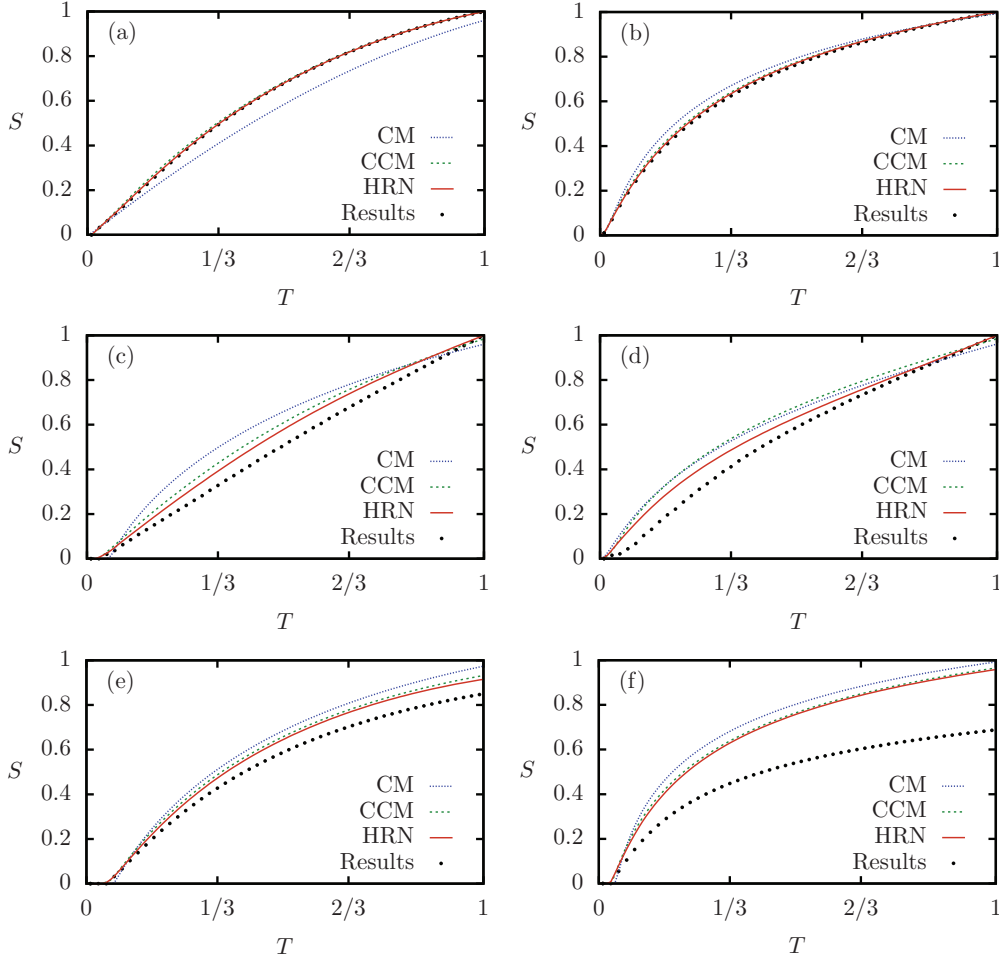 (a)
1
0.8
0.6
S
0.4
0.2
0
CM
CCM
HRN
Results
0 1/3 2/3 1
T
(b)
1
0.8
0.6
S
0.4
0.2
0
CM
CCM
HRN
Results
0 1/3 2/3 1
T
(c)
1
0.8
0.6
S
0.4
0.2
0
CM
CCM
HRN
Results
0 1/3 2/3 1
T
(d)
1
0.8
0.6
S
0.4
0.2
0
CM
CCM
HRN
Results
0 1/3 2/3 1
T
(e)
1
0.8
0.6
S
0.4
0.2
0
CM
CCM
HRN
Results
0 1/3 2/3 1
T
(f)
1
0.8
0.6
S
0.4
0.2
0
CM
CCM
HRN
Results
0 1/3 2/3 1
T